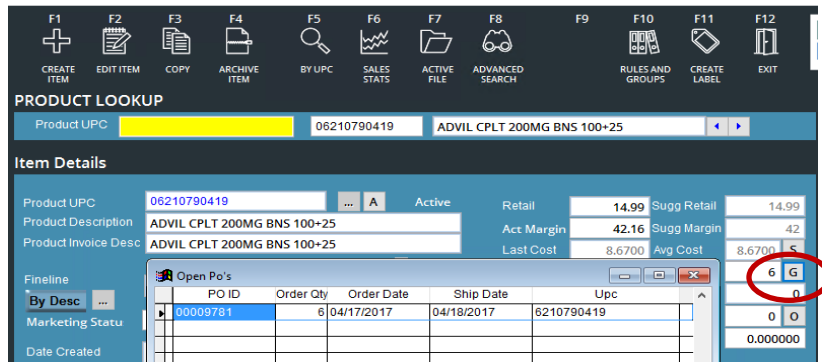 F1 F2 F3 F4 F5 F6 F7 F8 F9 F10 F11 F12
CREATE ITEM EDIT ITEM COPY ARCHIVE ITEM BY UPC SALES STATS ACTIVE FILE ADVANCED SEARCH RULES AND GROUPS CREATE LABEL EXIT
PRODUCT LOOKUP
Product UPC 06210790419 ADVIL CPLT 200MG BNS 100+25
Item Details
Product UPC 06210790419 ... A Active Retail 14.99 Sugg Retail 14.99
Product Description ADVIL CPLT 200MG BNS 100+25 Act Margin 42.16 Sugg Margin 42
Product Invoice Desc ADVIL CPLT 200MG BNS 100+25 Last Cost 8.6700 Avg Cost 8.6700 S
Fineline Open Po's 6 G
By Desc ... PO ID Order Qty Order Date Ship Date Upc 0
Marketing Statu 00009781 6 04/17/2017 04/18/2017 6210790419 0 O
0.000000
Date Created